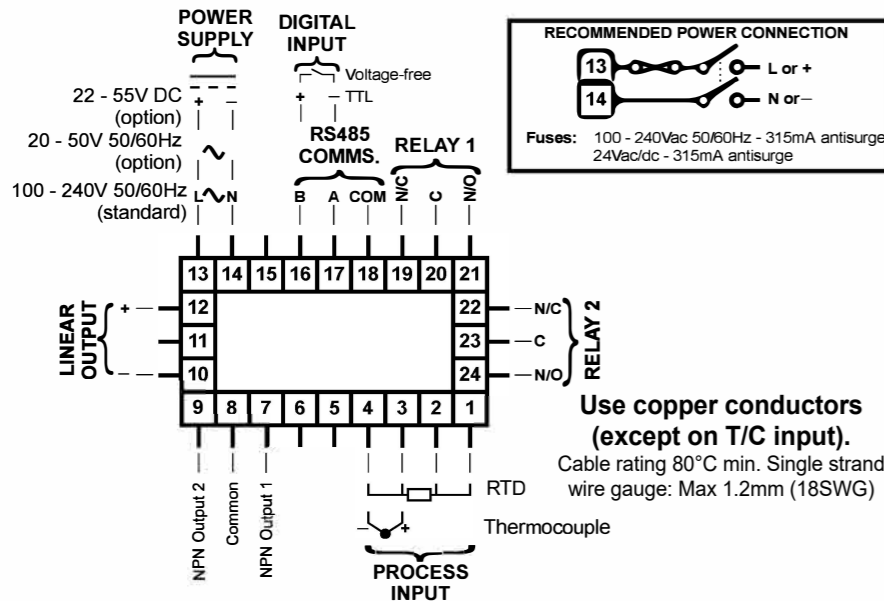 POWER
SUPPLY
DIGITAL
INPUT
Voltage-free
22 - 55V DC
(option)
+ –
+ – TTL
20 - 50V 50/60Hz
(option)
RS485
COMMS.
RELAY 1
100 - 240V 50/60Hz
(standard)
L N
B A COM N/C C N/O
RECOMMENDED POWER CONNECTION
13 L or +
14 N or –
Fuses: 100 - 240Vac 50/60Hz - 315mA antisurge
24Vac/dc - 315mA antisurge
13 14 15 16 17 18 19 20 21
LINEAR
OUTPUT
+ 12
11
– 10
22 N/C
23 C
24 N/O
RELAY 2
9 8 7 6 5 4 3 2 1
NPN Output 2
Common
NPN Output 1
RTD
– + Thermocouple
PROCESS
INPUT
Use copper conductors
(except on T/C input).
Cable rating 80°C min. Single strand
wire gauge: Max 1.2mm (18SWG)